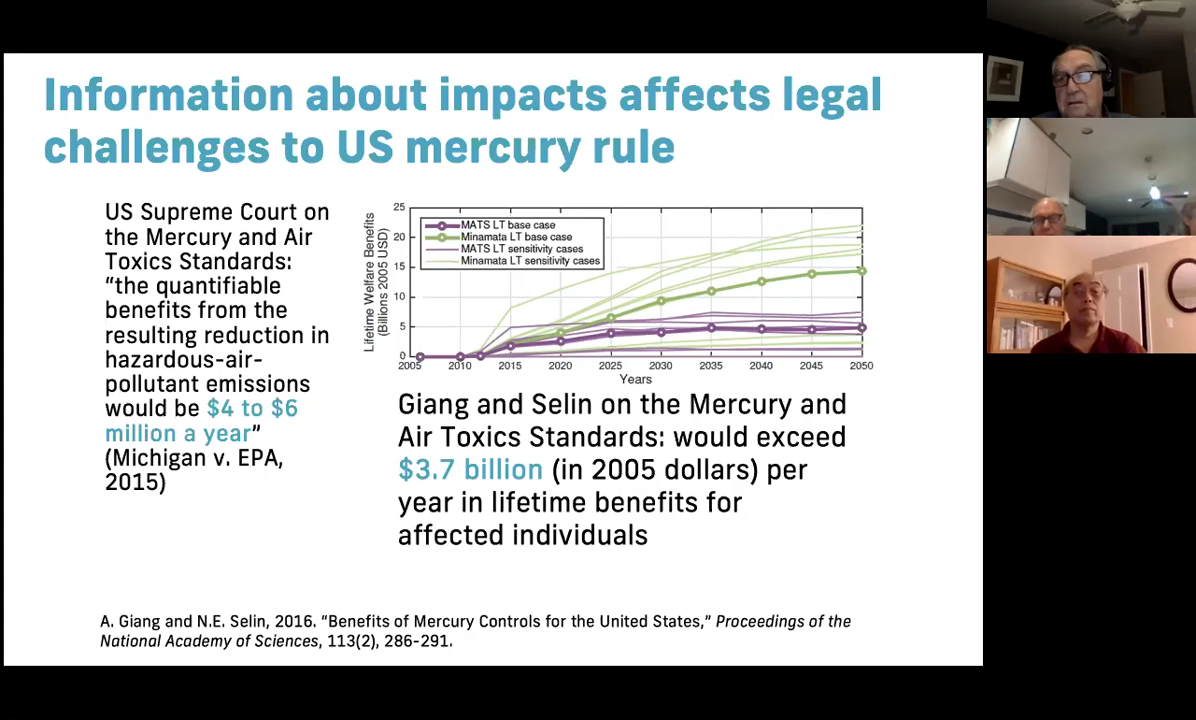 Information about impacts affects legal
challenges to US mercury rule
US Supreme Court on
the Mercury and Air
Toxics Standards:
“the quantifiable
benefits from the
resulting reduction in
hazardous-air-
pollutant emissions
would be $4 to $6
million a year”
(Michigan v. EPA,
2015)
Lifetime Welfare Benefits
(Billions 2005 USD)
25
20
15
10
5
0
MATS LT base case
Minamata LT base case
MATS LT sensitivity cases
Minamata LT sensitivity cases
2005 2010 2015 2020 2025 2030 2035 2040 2045 2050
Years
Giang and Selin on the Mercury and
Air Toxics Standards: would exceed
$3.7 billion (in 2005 dollars) per
year in lifetime benefits for
affected individuals
A. Giang and N.E. Selin, 2016. “Benefits of Mercury Controls for the United States,” Proceedings of the
National Academy of Sciences, 113(2), 286-291.